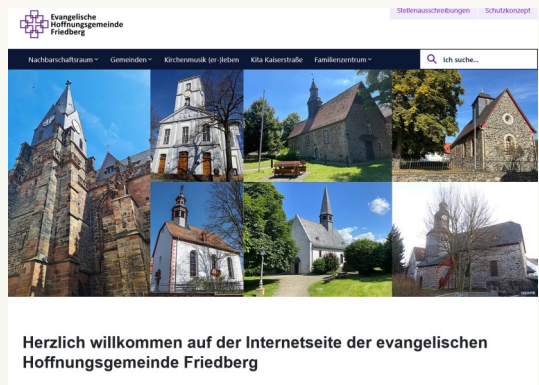 Evangelische
Hoffnungsgemeinde
Friedberg
Stellenausschreibungen Schutzkonzept
Nachbarschaftsraum Gemeinden Kirchenmusik (er-)leben Kita Kaiserstraße Familienzentrum Ich suche...
Herzlich willkommen auf der Internetseite der evangelischen
Hoffnungsgemeinde Friedberg